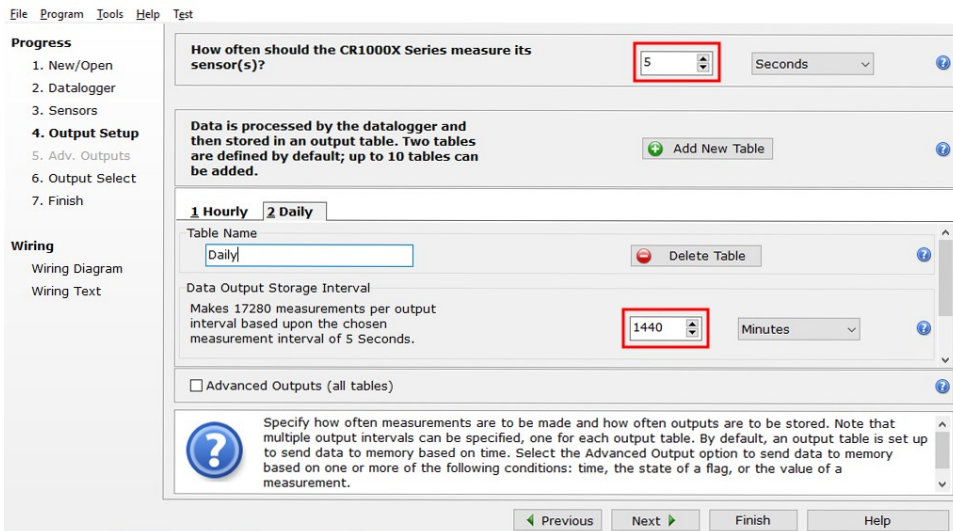 File Program Tools Help Test
Progress
1. New/Open
2. Datalogger
3. Sensors
4. Output Setup
5. Adv. Outputs
6. Output Select
7. Finish
Wiring
Wiring Diagram
Wiring Text
How often should the CR1000X Series measure its
sensor(s)?
5
Seconds
Data is processed by the datalogger and
then stored in an output table. Two tables
are defined by default; up to 10 tables can
be added.
Add New Table
1 Hourly
2 Daily
Table Name
Daily
Delete Table
Data Output Storage Interval
Makes 17280 measurements per output
interval based upon the chosen
measurement interval of 5 Seconds.
1440
Minutes
Advanced Outputs (all tables)
Specify how often measurements are to be made and how often outputs are to be stored. Note that
multiple output intervals can be specified, one for each output table. By default, an output table is set up
to send data to memory based on time. Select the Advanced Output option to send data to memory
based on one or more of the following conditions: time, the state of a flag, or the value of a
measurement.
Previous
Next
Finish
Help